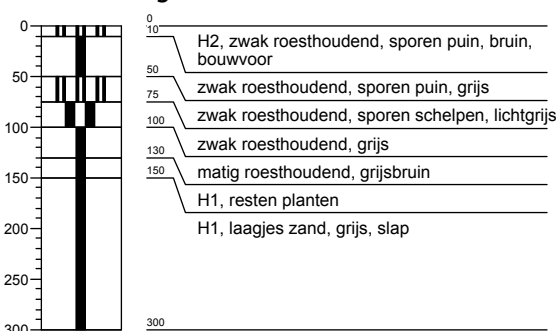 0
50
100
150
200
250
300
0
10
H2, zwak roesthoudend, sporen puin, bruin,
bouwvoor
50
zwak roesthoudend, sporen puin, grijs
75
zwak roesthoudend, sporen schelpen, lichtgrijs
100
zwak roesthoudend, grijs
130
matig roesthoudend, grijsbruin
150
H1, resten planten
H1, laagjes zand, grijs, slap
300